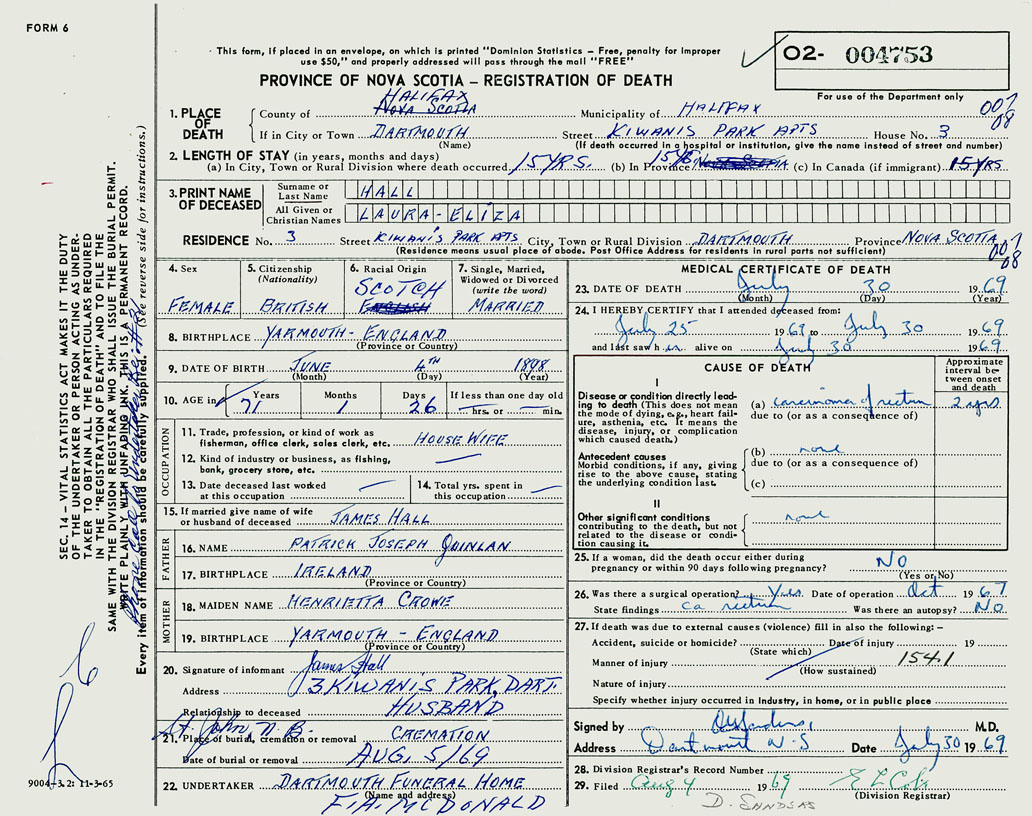 FORM 6
This form, if placed in an envelope, on which is printed "Dominion Statistics – Free, penalty for improper
use $50," and properly addressed will pass through the mail "FREE"
O2- 004753
For use of the Department only
PROVINCE OF NOVA SCOTIA – REGISTRATION OF DEATH
1. PLACE OF DEATH
County of HALIFAX Nova Scotia Municipality of HALIFAX
If in City or Town DARTMOUTH Street KIWANIS PARK APTS House No. 3
(Name) (If death occurred in a hospital or institution, give the name instead of street and number)
2. LENGTH OF STAY (in years, months and days)
(a) In City, Town or Rural Division where death occurred 15 YRS. (b) In Province 15 YRS Nova Scotia (c) In Canada (if immigrant) 15 YRS
3. PRINT NAME OF DECEASED
Surname or Last Name HALL
All Given or Christian Names LAURA-ELIZA
RESIDENCE No. 3 Street KIWANIS PARK APTS City, Town or Rural Division DARTMOUTH Province NOVA SCOTIA
(Residence means usual place of abode. Post Office Address for residents in rural parts not sufficient)
4. Sex FEMALE
5. Citizenship (Nationality) BRITISH
6. Racial Origin SCOTCH English
7. Single, Married, Widowed or Divorced (write the word) MARRIED
8. BIRTHPLACE YARMOUTH - ENGLAND
(Province or Country)
9. DATE OF BIRTH JUNE 4TH 1898
(Month) (Day) (Year)
10. AGE in Years 71 Months 1 Days 26 If less than one day old hrs. or min.
OCCUPATION
11. Trade, profession, or kind of work as
fisherman, office clerk, sales clerk, etc. HOUSE WIFE
12. Kind of industry or business, as fishing,
bank, grocery store, etc.
13. Date deceased last worked
at this occupation
14. Total yrs. spent in
this occupation
15. If married give name of wife
or husband of deceased JAMES HALL
FATHER
16. NAME PATRICK JOSEPH QUINLAN
17. BIRTHPLACE IRELAND
(Province or Country)
MOTHER
18. MAIDEN NAME HENRIETTA CROWE
19. BIRTHPLACE YARMOUTH - ENGLAND
(Province or Country)
20. Signature of informant James Hall
Address 3, KIWANIS PARK, DART.
Relationship to deceased HUSBAND
St. John, N.B.
21. Place of burial, cremation or removal CREMATION
Date of burial or removal AUG, 5/69
22. UNDERTAKER DARTMOUTH FUNERAL HOME
(Name and address)
F.A. MCDONALD
MEDICAL CERTIFICATE OF DEATH
23. DATE OF DEATH July 30 1969
(Month) (Day) (Year)
24. I HEREBY CERTIFY that I attended deceased from:
July 25 1969 to July 30 1969
and last saw her alive on July 30 1969
CAUSE OF DEATH
Approximate interval between onset and death
I
Disease or condition directly lead-
ing to death (This does not mean
the mode of dying, e.g., heart fail-
ure, asthenia, etc. It means the
disease, injury, or complication
which caused death.)
(a) carcinoma of rectum 2 yrs
due to (or as a consequence of)
Antecedent causes
Morbid conditions, if any, giving
rise to the above cause, stating
the underlying condition last.
(b) none
due to (or as a consequence of)
(c)
II
Other significant conditions
contributing to the death, but not
related to the disease or condi-
tion causing it.
none
25. If a woman, did the death occur either during
pregnancy or within 90 days following pregnancy? NO
(Yes or No)
26. Was there a surgical operation? Yes Date of operation Oct 1967
State findings ca rectum Was there an autopsy? NO
27. If death was due to external causes (violence) fill in also the following: –
Accident, suicide or homicide? Date of injury 19
(State which)
Manner of injury 154.1
(How sustained)
Nature of injury
Specify whether injury occurred in industry, in home, or in public place
Signed by M.D.
Address Dartmouth N.S Date July 30 1969
28. Division Registrar's Record Number
29. Filed Aug 4 1969
(Division Registrar)
D. SANDERS
SEC. 14 – VITAL STATISTICS ACT MAKES IT THE DUTY
OF THE UNDERTAKER OR PERSON ACTING AS UNDER-
TAKER TO OBTAIN ALL THE PARTICULARS REQUIRED
IN THE "REGISTRATION OF DEATH" AND TO FILE THE
SAME WITH THE DIVISION REGISTRAR WHO SHALL ISSUE THE BURIAL PERMIT.
WRITE PLAINLY WITH UNFADING INK. THIS IS A PERMANENT RECORD.
Every item of information should be carefully supplied. (See reverse side for instructions.)
9004-3.2: 11-3-65